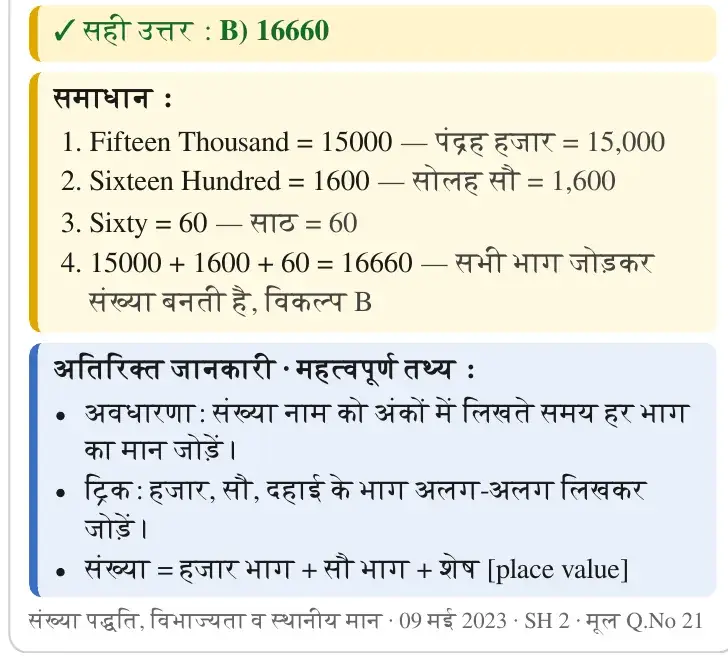 ✓ सही उत्तर : B) 16660
समाधान :
1. Fifteen Thousand = 15000 — पंद्रह हजार = 15,000
2. Sixteen Hundred = 1600 — सोलह सौ = 1,600
3. Sixty = 60 — साठ = 60
4. 15000 + 1600 + 60 = 16660 — सभी भाग जोड़कर
संख्या बनती है, विकल्प B
अतिरिक्त जानकारी · महत्वपूर्ण तथ्य :
• अवधारणा : संख्या नाम को अंकों में लिखते समय हर भाग
का मान जोड़ें।
• ट्रिक : हजार, सौ, दहाई के भाग अलग-अलग लिखकर
जोड़ें।
• संख्या = हजार भाग + सौ भाग + शेष [place value]
संख्या पद्धति, विभाज्यता व स्थानीय मान · 09 मई 2023 · SH 2 · मूल Q.No 21